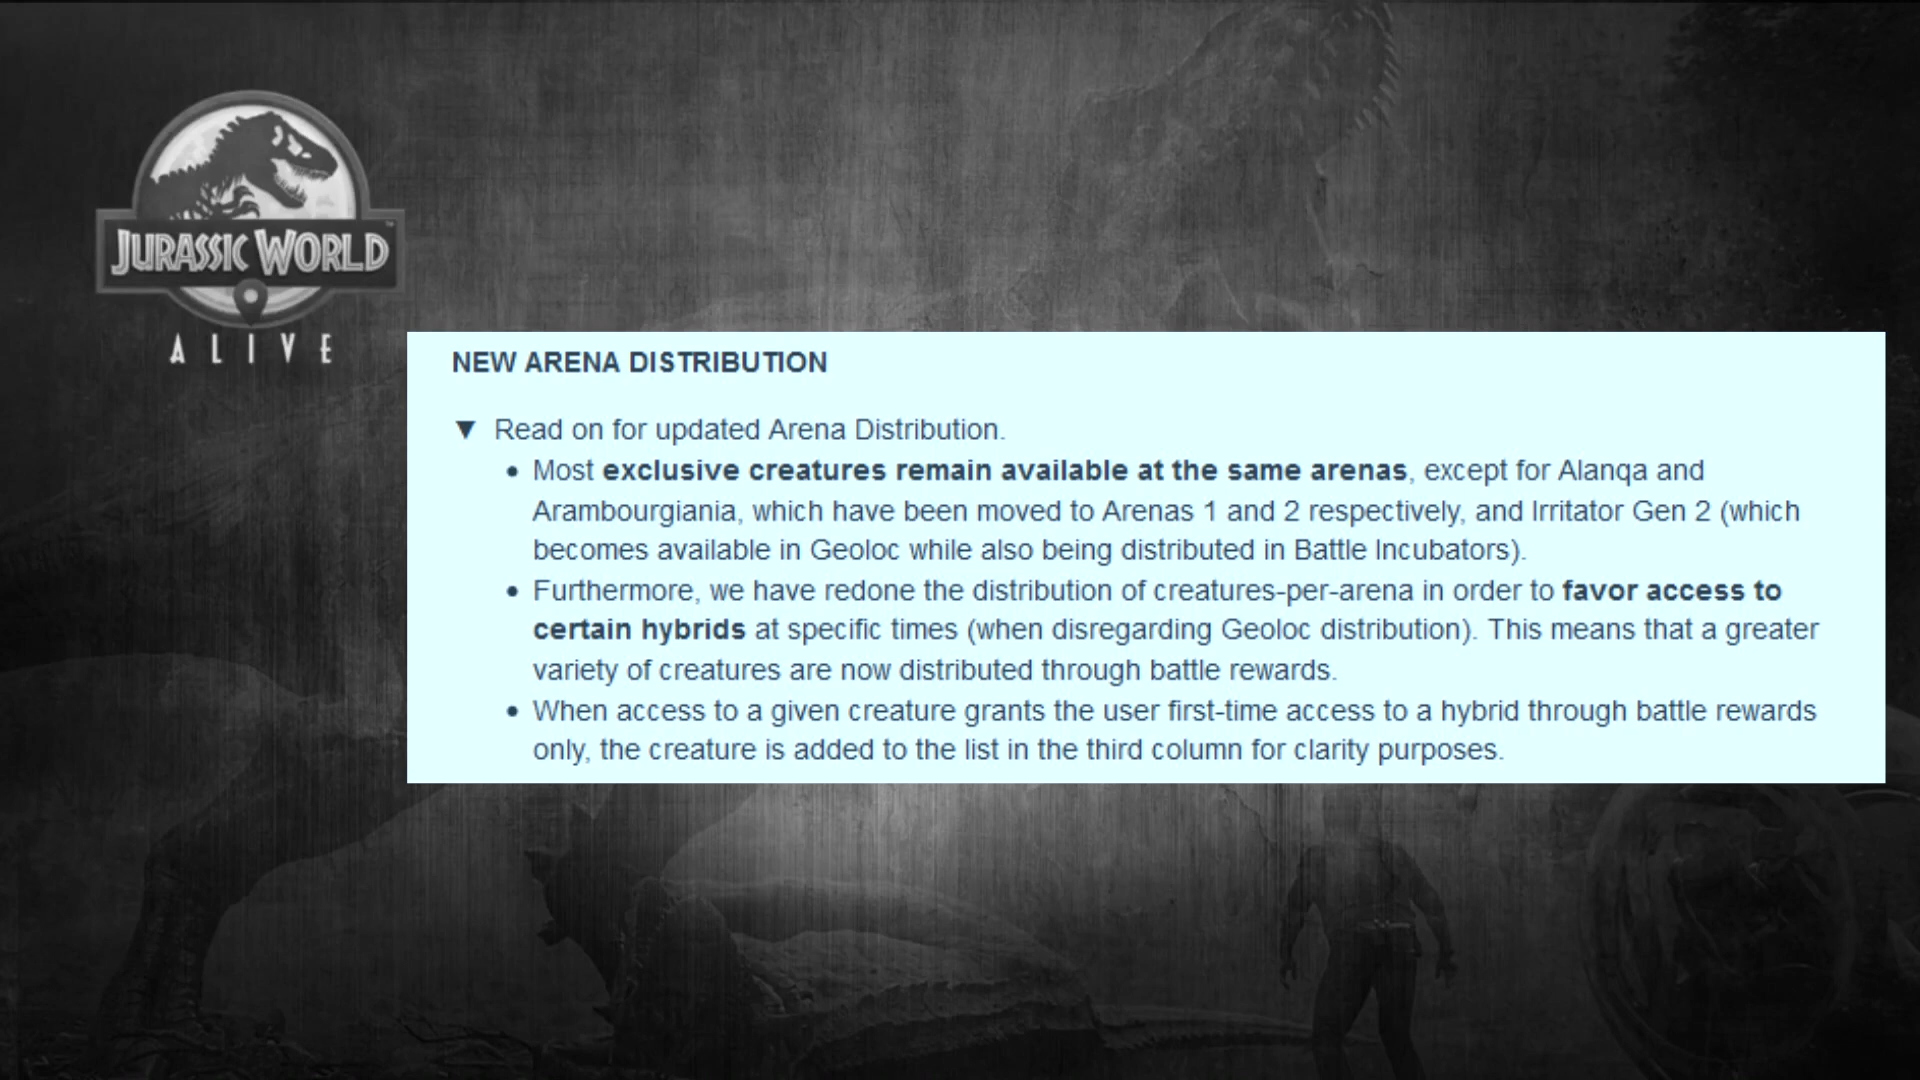 JURASSIC WORLD™
ALIVE
NEW ARENA DISTRIBUTION
▼ Read on for updated Arena Distribution.
• Most exclusive creatures remain available at the same arenas, except for Alanqa and
Arambourgiania, which have been moved to Arenas 1 and 2 respectively, and Irritator Gen 2 (which
becomes available in Geoloc while also being distributed in Battle Incubators).
• Furthermore, we have redone the distribution of creatures-per-arena in order to favor access to
certain hybrids at specific times (when disregarding Geoloc distribution). This means that a greater
variety of creatures are now distributed through battle rewards.
• When access to a given creature grants the user first-time access to a hybrid through battle rewards
only, the creature is added to the list in the third column for clarity purposes.